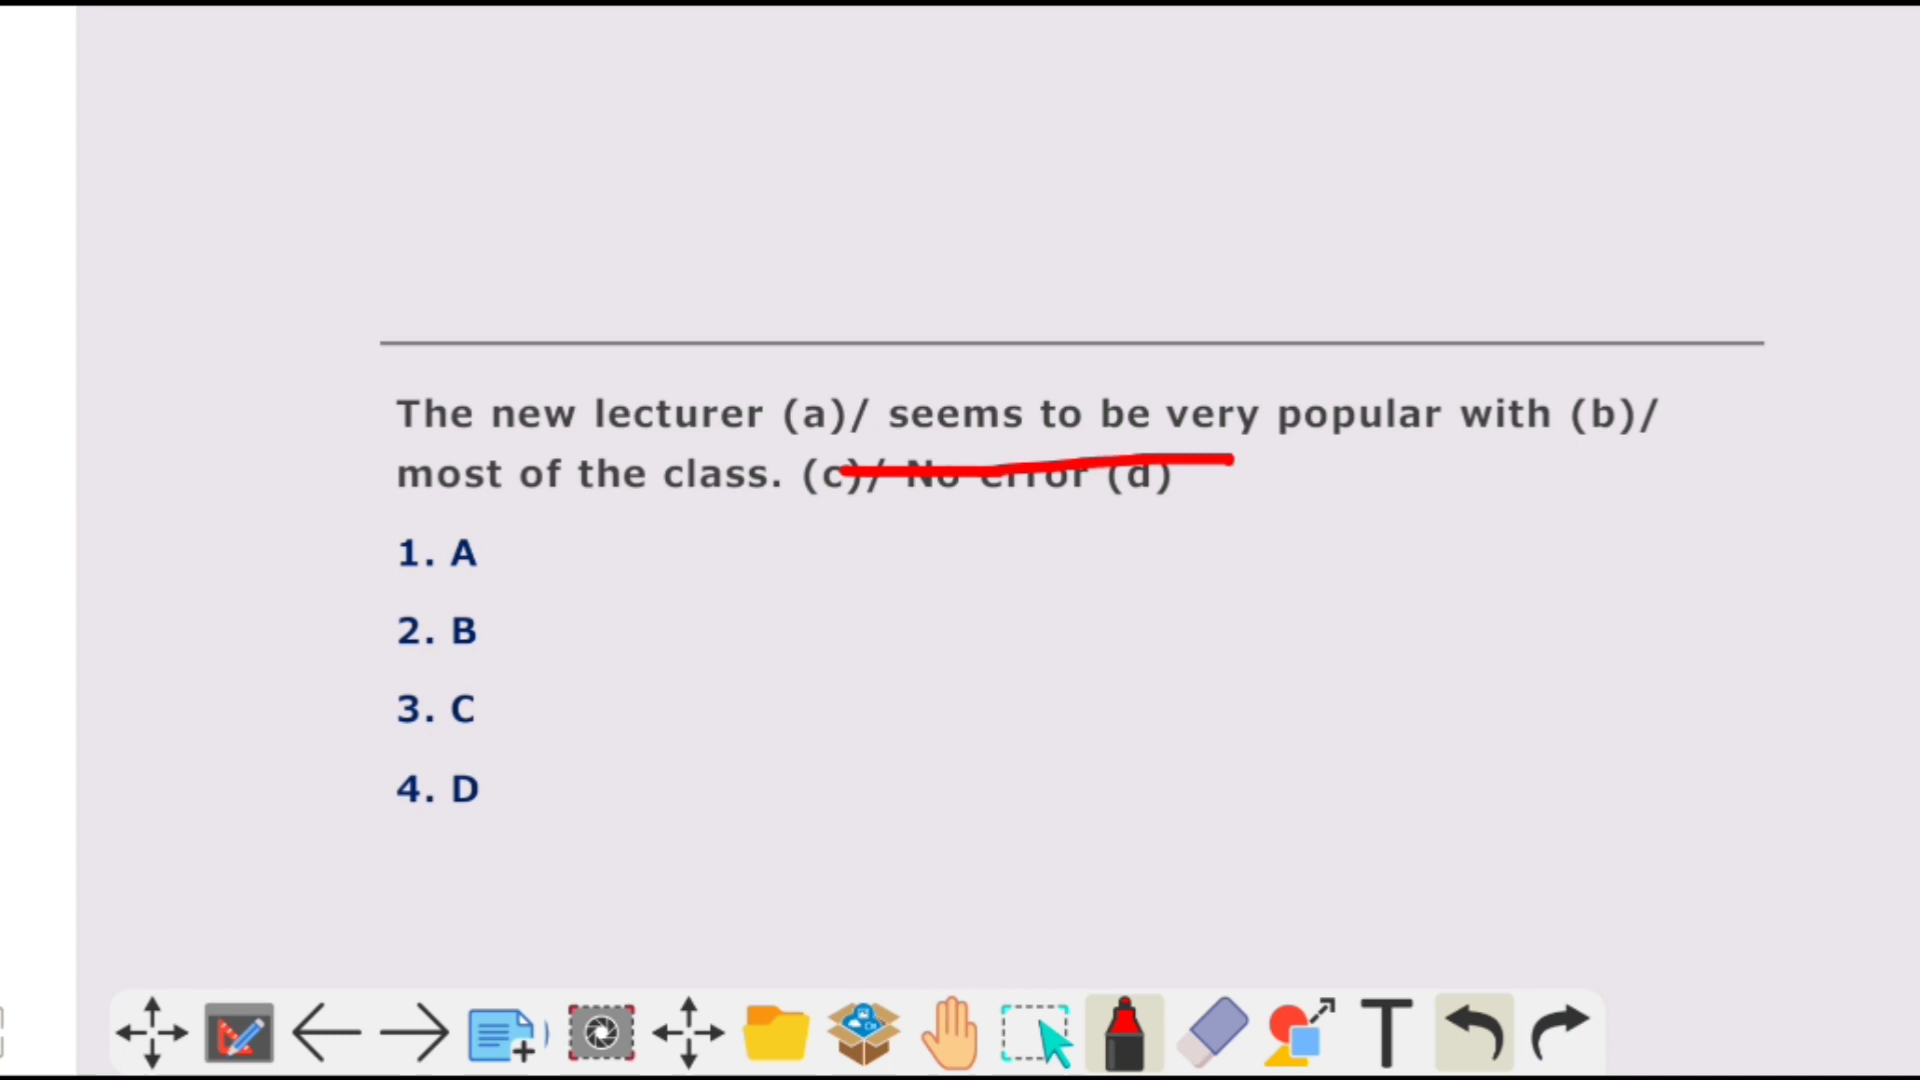 The new lecturer (a)/ seems to be very popular with (b)/
most of the class. (c)/ No error (d)
1. A
2. B
3. C
4. D